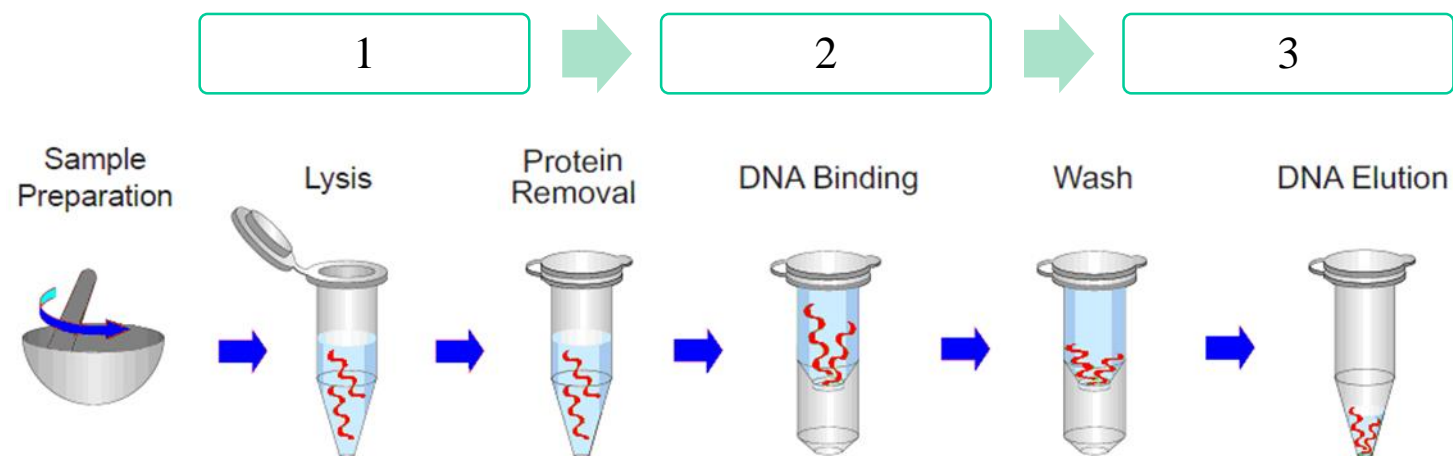 1
2
3
Sample
Preparation
Lysis
Protein
Removal
DNA Binding
Wash
DNA Elution